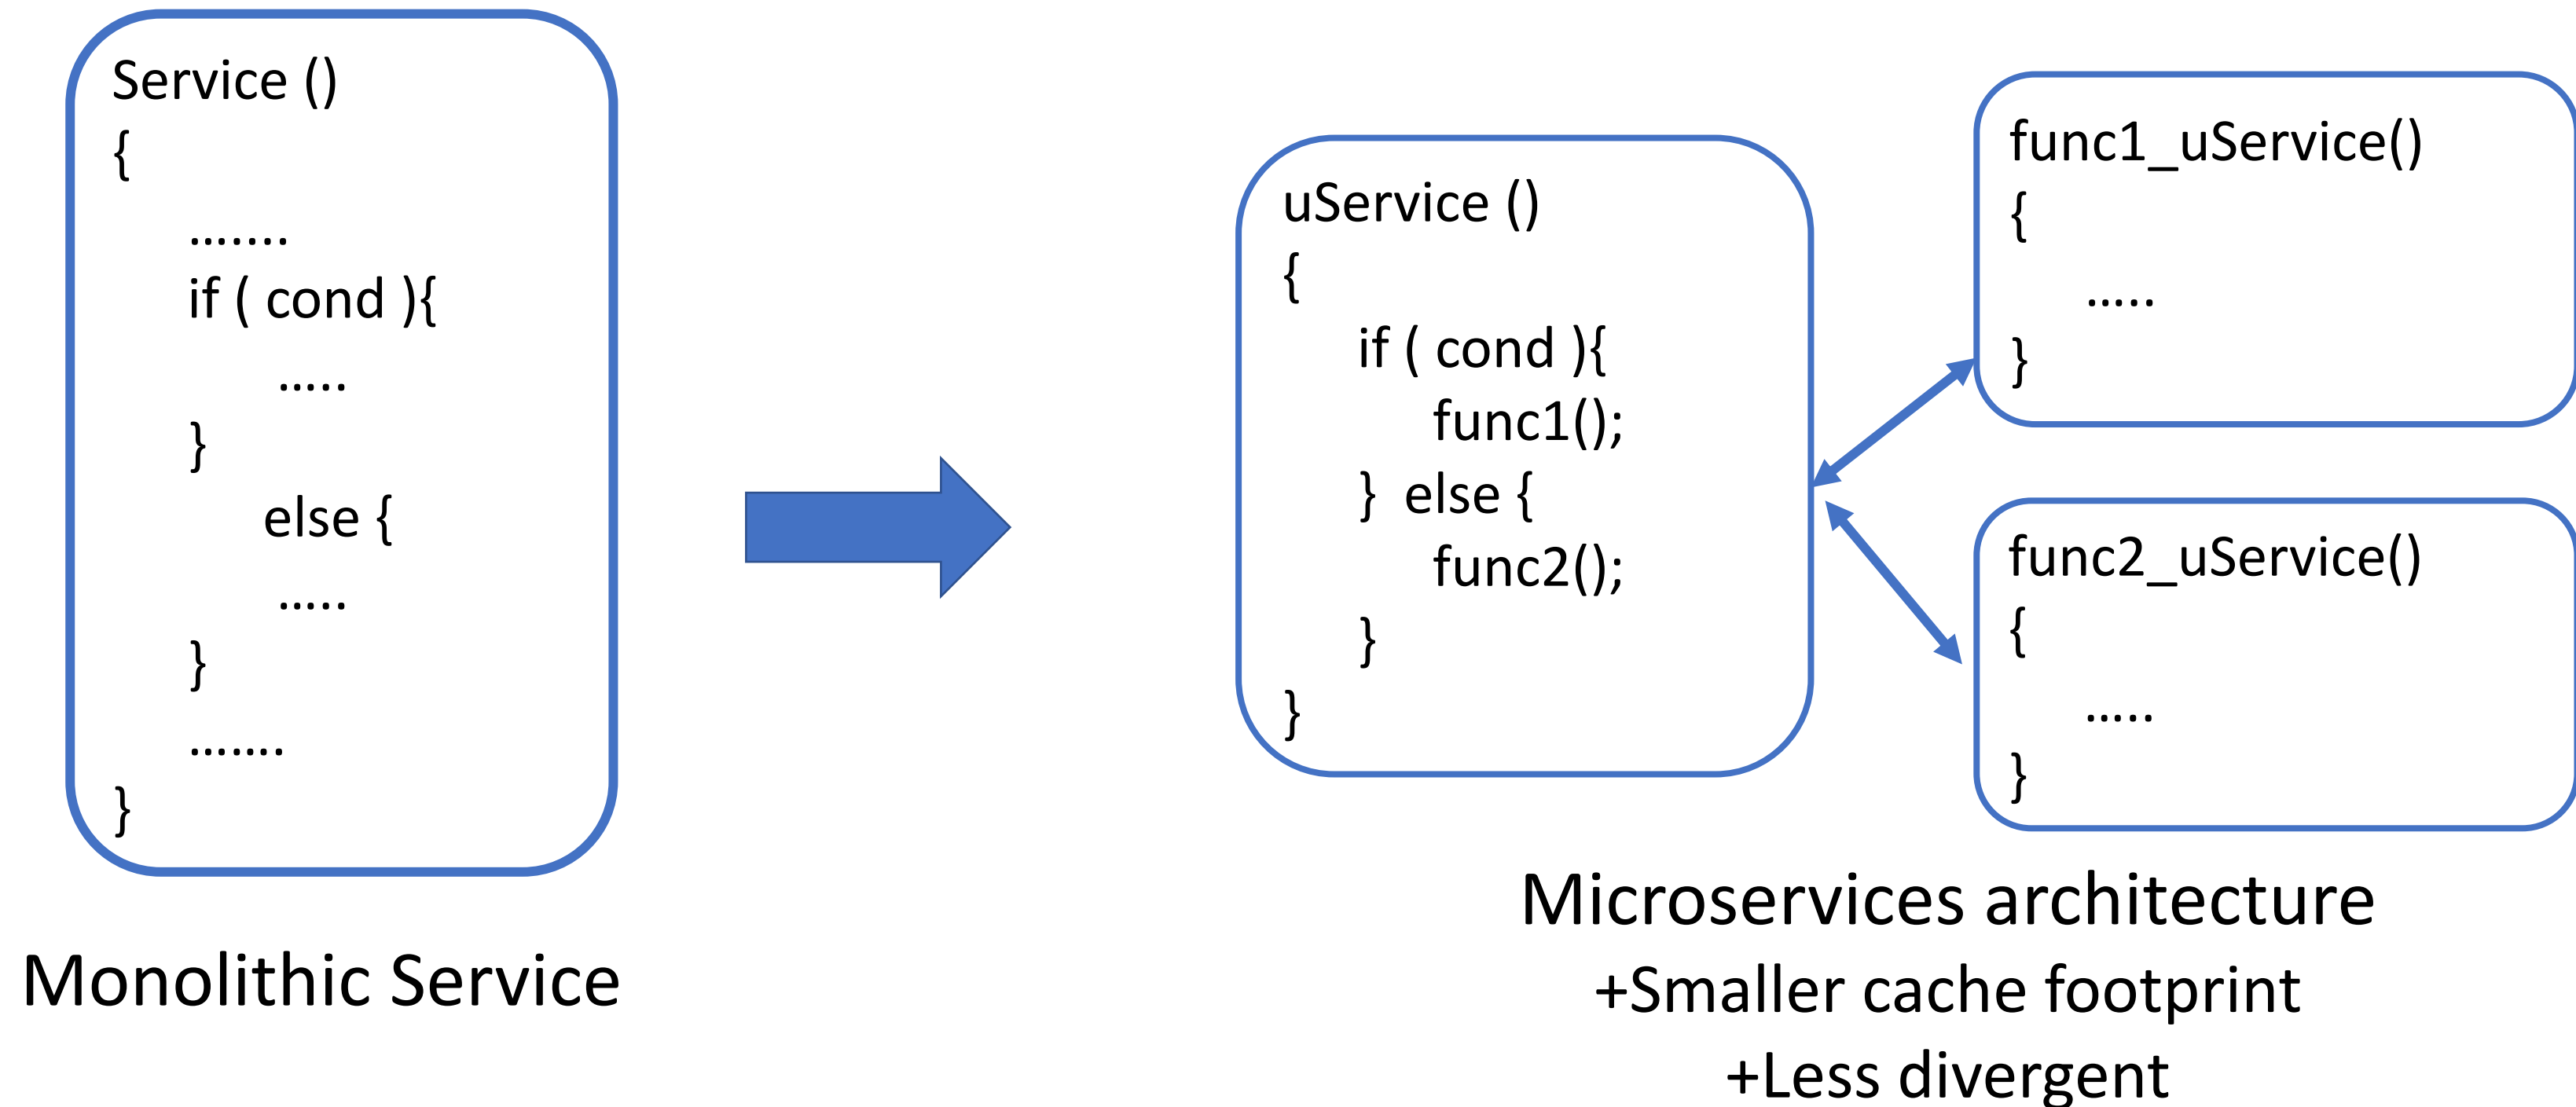 Service ()
{
…….
if ( cond ){
…..
}
else {
…..
}
…….
}
Monolithic Service
uService ()
{
if ( cond ){
func1();
} else {
func2();
}
}
func1_uService()
{
…..
}
func2_uService()
{
…..
}
Microservices architecture
+Smaller cache footprint
+Less divergent